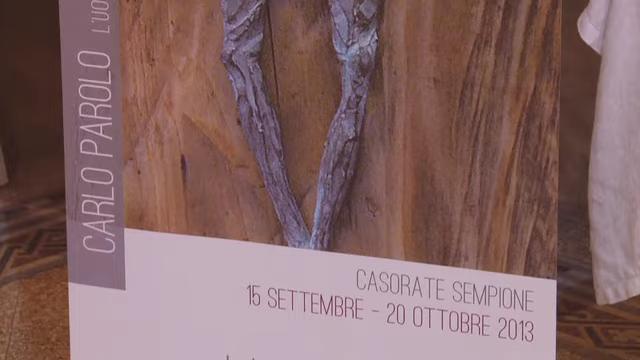 CARLO PAROLO
CASORATE SEMPIONE
15 SETTEMBRE - 20 OTTOBRE 2013